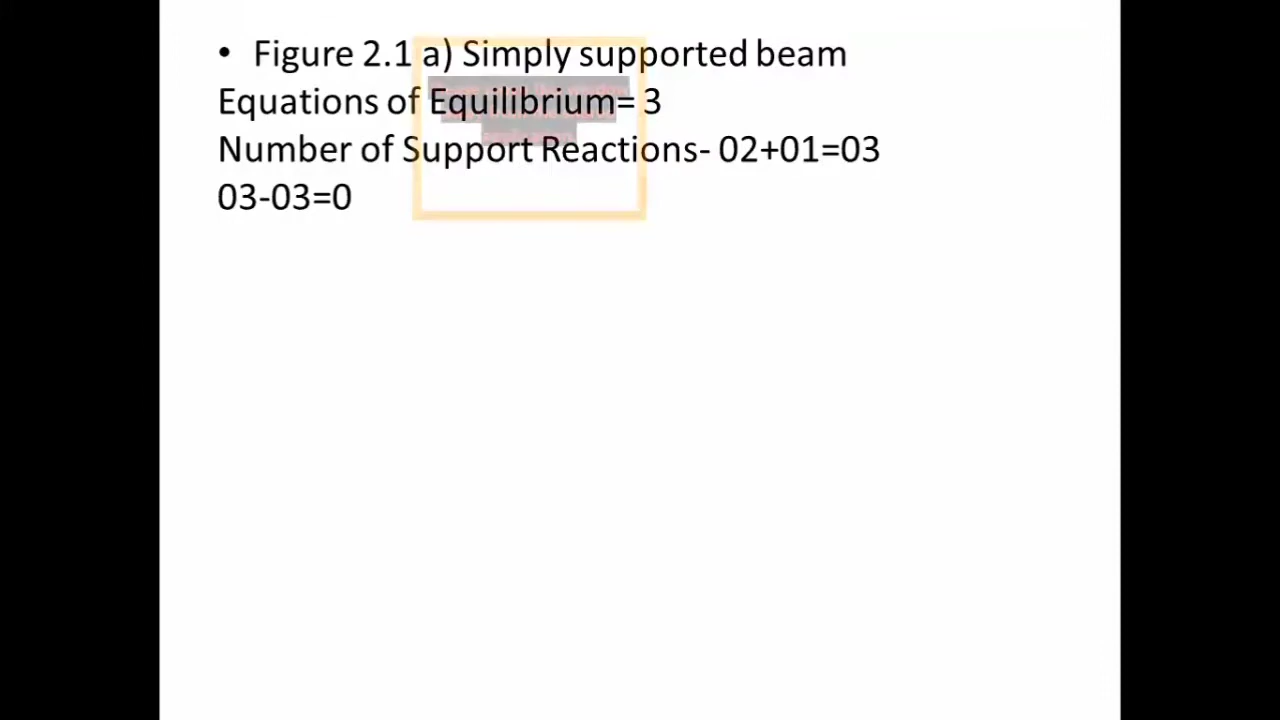 • Figure 2.1 a) Simply supported beam
Equations of Equilibrium= 3
Number of Support Reactions- 02+01=03
03-03=0